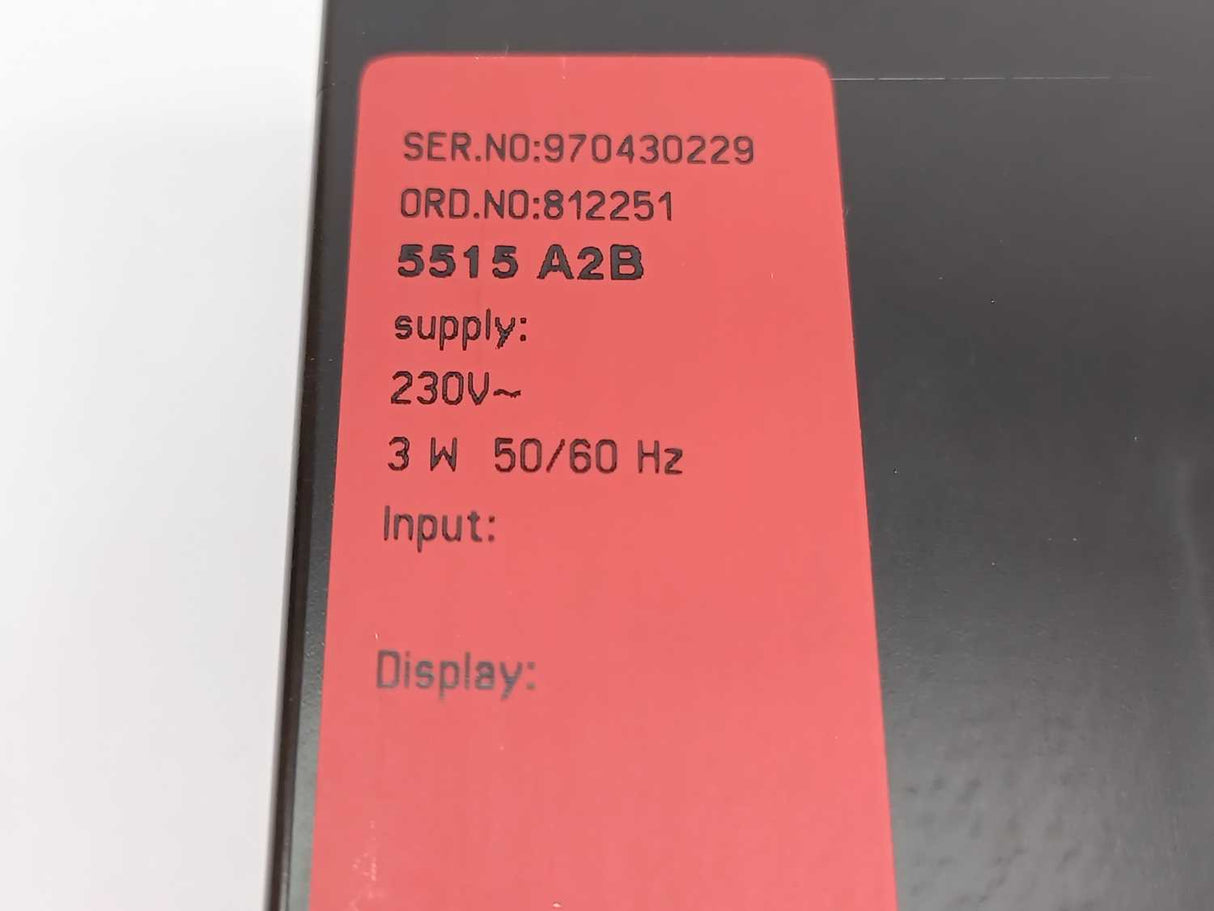 SER.NO:970430229
ORD.NO:812251
5515 A2B
supply:
230V~
3 W 50/60 Hz
Input:
Display: